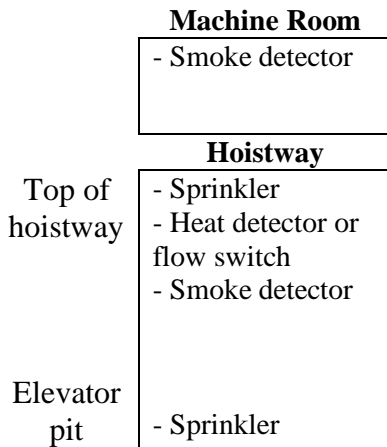 Machine Room
- Smoke detector
Hoistway
Top of
hoistway
- Sprinkler
- Heat detector or
flow switch
- Smoke detector
Elevator
pit
- Sprinkler